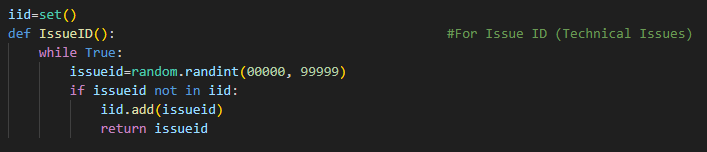 iid=set()
def IssueID():                                          #For Issue ID (Technical Issues)
    while True:
        issueid=random.randint(00000, 99999)
        if issueid not in iid:
            iid.add(issueid)
            return issueid